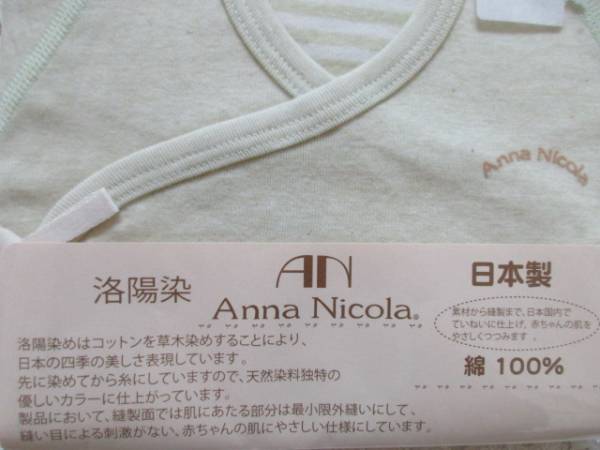 Anna Nicola
洛陽染
AN
Anna Nicola®
日本製
洛陽染めはコットンを草木染めすることにより、
日本の四季の美しさ表現しています。
先に染めてから糸にしていますので、天然染料独特の
優しいカラーに仕上がっています。
製品において、縫製面では肌にあたる部分は最小限外縫いにして、
縫い目による刺激がない、赤ちゃんの肌にやさしい仕様にしています。
素材から縫製まで、日本国内で
ていねいに仕上げ、赤ちゃんの肌を
やさしくつつみます。
綿 100%